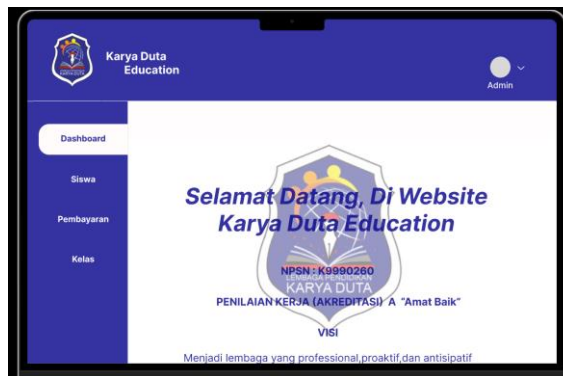 Karya Duta
Education
Admin
Dashboard
Siswa
Pembayaran
Kelas
Selamat Datang, Di Website
Karya Duta Education
NPSN : K9990260
LEMBAGA PENDIDIKAN
KARYA DUTA
PENILAIAN KERJA (AKREDITASI) A "Amat Baik"
VISI
Menjadi lembaga yang professional,proaktif,dan antisipatif